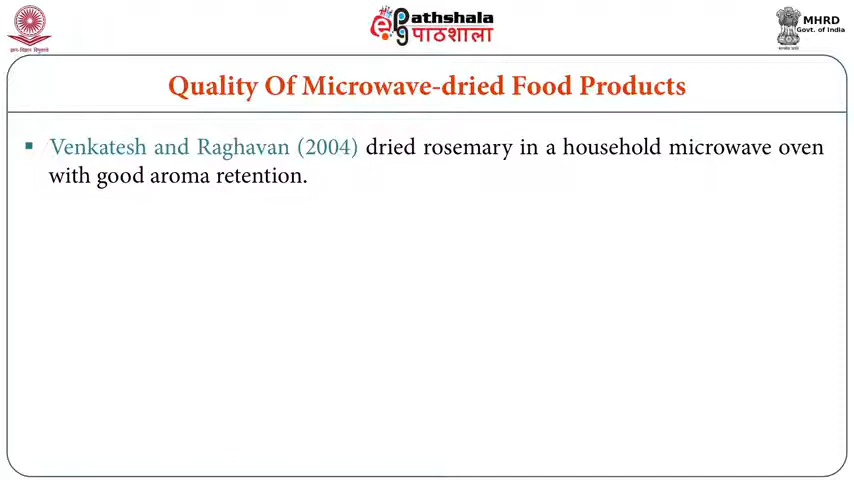 ePathshala
पाठशाला
MHRD
Govt. of India
ज्ञान-विज्ञान विमुक्तये
Quality Of Microwave-dried Food Products
▪ Venkatesh and Raghavan (2004) dried rosemary in a household microwave oven
with good aroma retention.